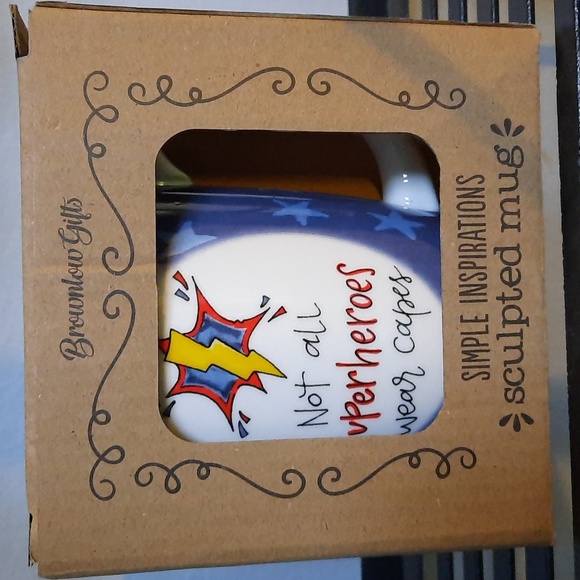 Brownlow Gifts
Not all
uperheroes
wear capes
SIMPLE INSPIRATIONS
sculpted mug